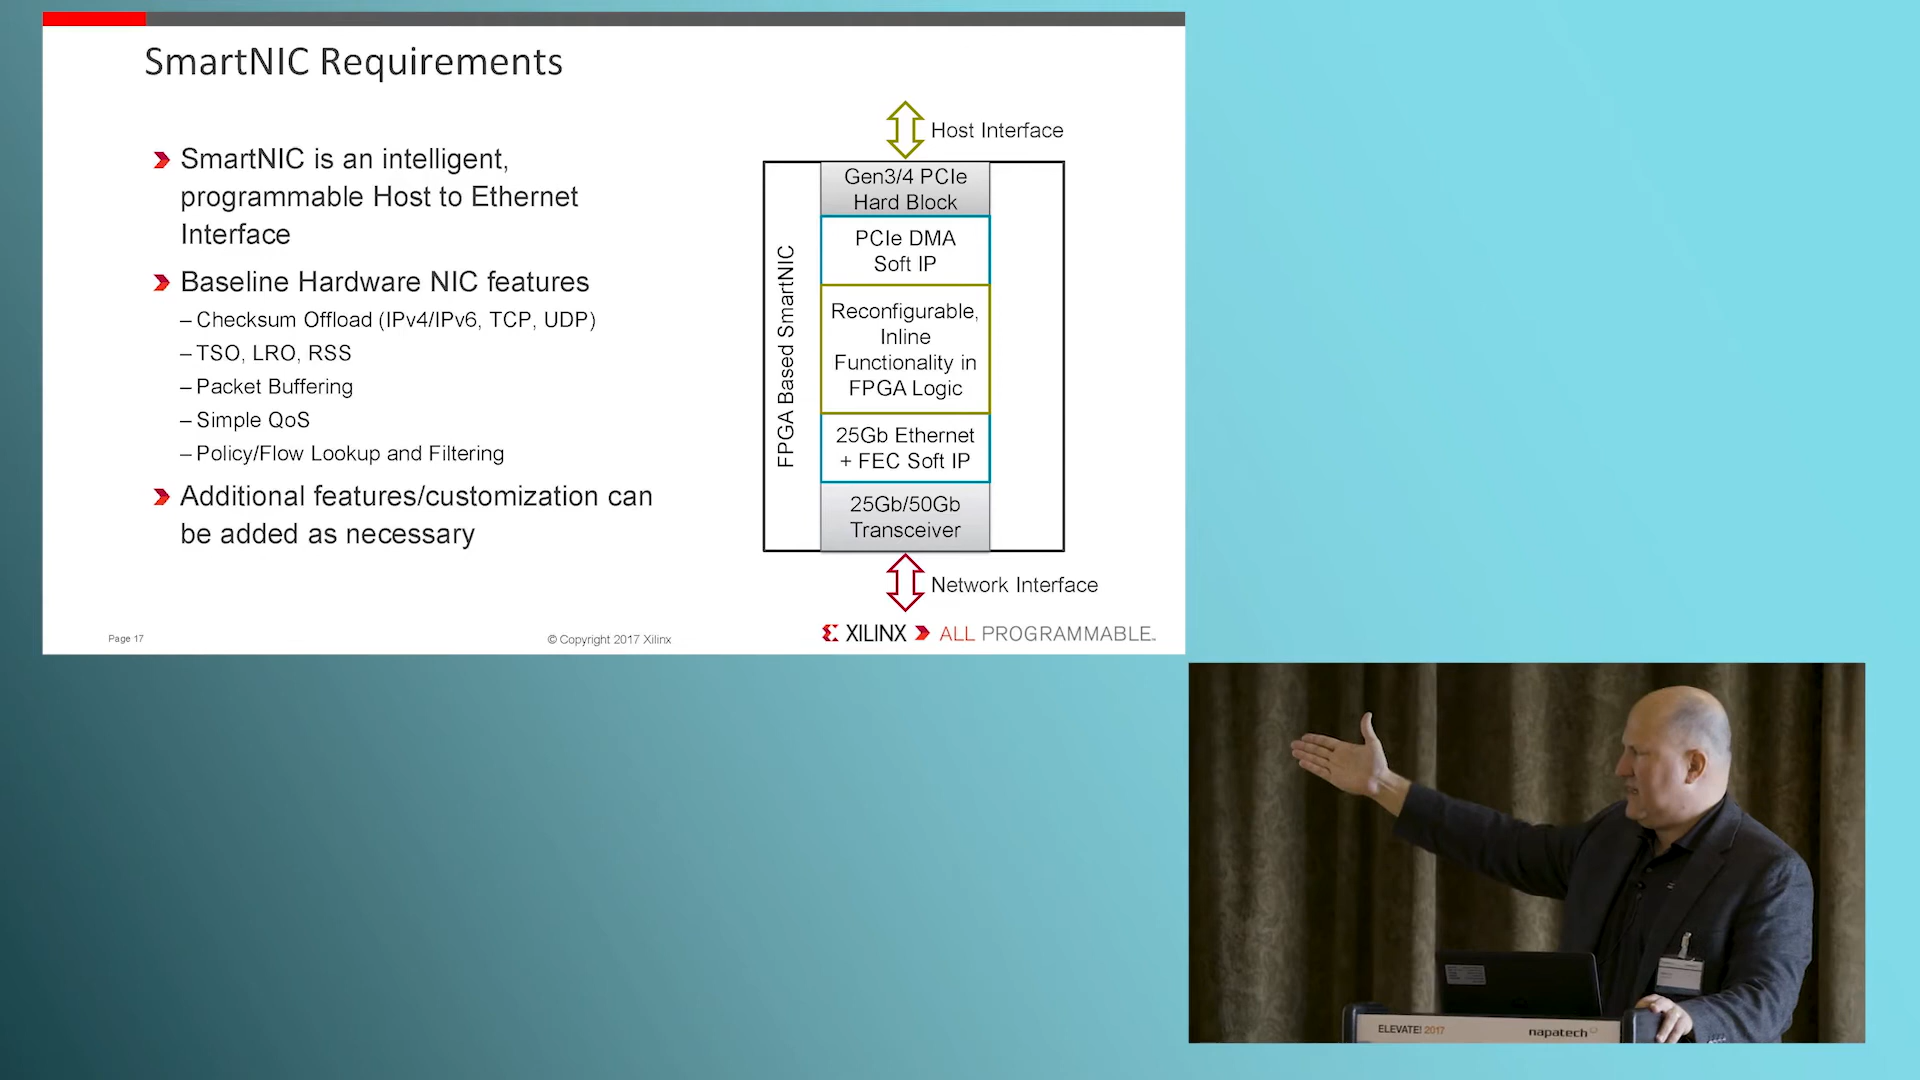 SmartNIC Requirements
SmartNIC is an intelligent,
programmable Host to Ethernet
Interface
Baseline Hardware NIC features
– Checksum Offload (IPv4/IPv6, TCP, UDP)
– TSO, LRO, RSS
– Packet Buffering
– Simple QoS
– Policy/Flow Lookup and Filtering
Additional features/customization can
be added as necessary
Host Interface
FPGA Based SmartNIC
Gen3/4 PCIe
Hard Block
PCIe DMA
Soft IP
Reconfigurable,
Inline
Functionality in
FPGA Logic
25Gb Ethernet
+ FEC Soft IP
25Gb/50Gb
Transceiver
Network Interface
Page 17
© Copyright 2017 Xilinx
XILINX ALL PROGRAMMABLE™
ELEVATE! 2017
napatech